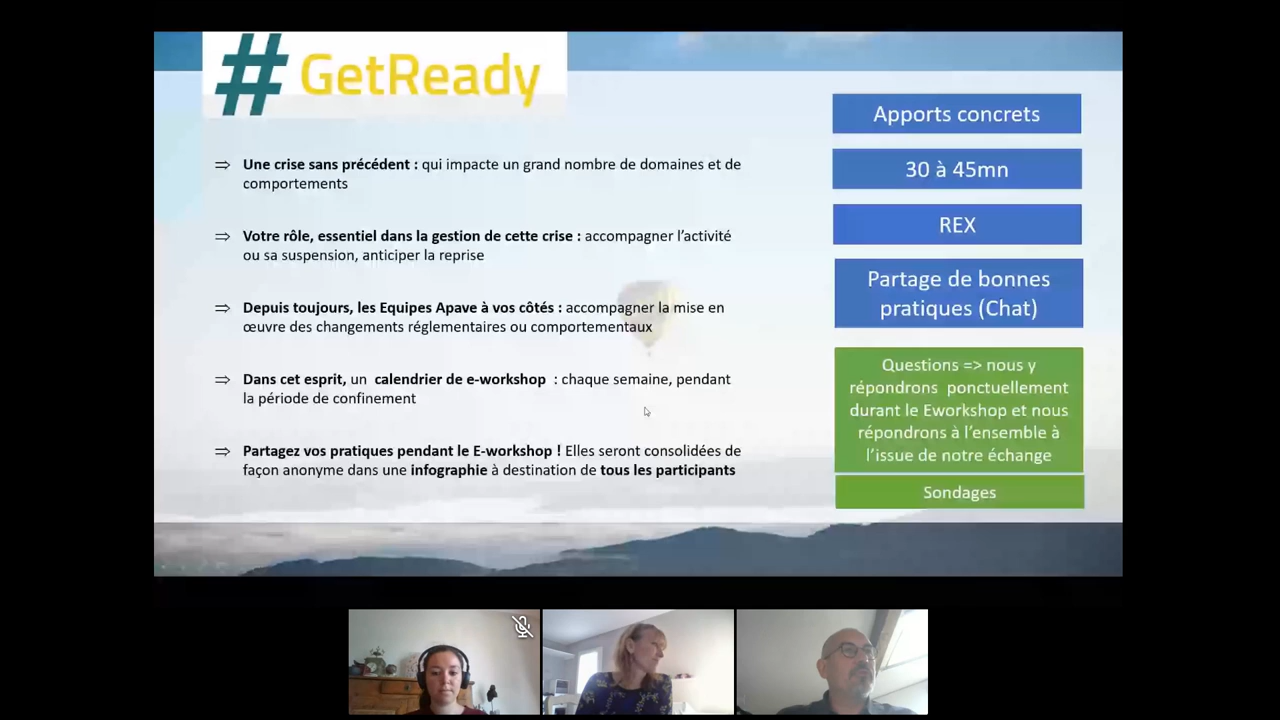 #GetReady
⇒ Une crise sans précédent : qui impacte un grand nombre de domaines et de
comportements
⇒ Votre rôle, essentiel dans la gestion de cette crise : accompagner l’activité
ou sa suspension, anticiper la reprise
⇒ Depuis toujours, les Equipes Apave à vos côtés : accompagner la mise en
œuvre des changements réglementaires ou comportementaux
⇒ Dans cet esprit, un calendrier de e-workshop : chaque semaine, pendant
la période de confinement
⇒ Partagez vos pratiques pendant le E-workshop ! Elles seront consolidées de
façon anonyme dans une infographie à destination de tous les participants
Apports concrets
30 à 45mn
REX
Partage de bonnes
pratiques (Chat)
Questions => nous y
répondrons ponctuellement
durant le Eworkshop et nous
répondrons à l’ensemble à
l’issue de notre échange
Sondages